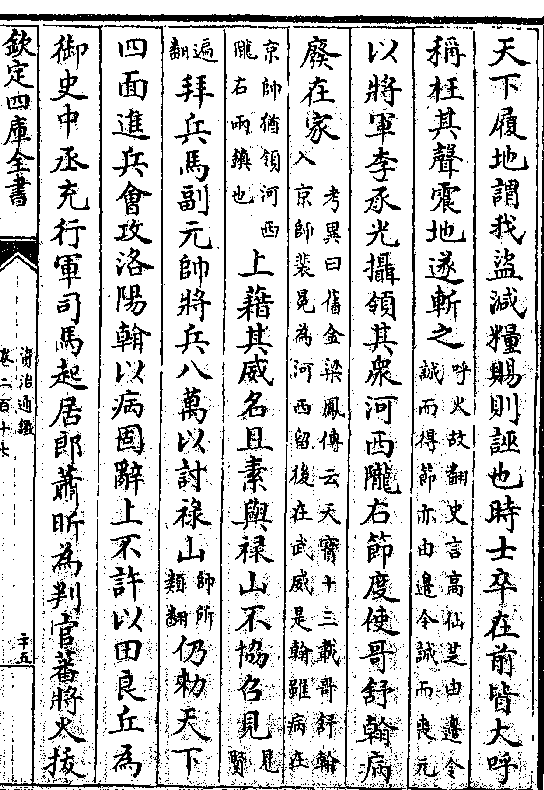 天下履地謂我盜減糧賜則誣也時士卒在前皆大呼
稱枉其聲震地遂斬之呼火故翻史言高仙芝由邊令
誠而得節亦由邊令誠而喪元
以將軍李承光攝領其衆河西隴右節度使哥舒翰病
廢在家考異曰舊金梁鳳傳云天寶十三載哥舒翰
入京師裴冕為河西留後在武威是翰雖病在
京師猶領河西
隴右兩鎮也
上藉其威名且素與禄山不協召見見
賢
遍
翻
拜兵馬副元帥將兵八萬以討禄山帥所
類翻
仍勅天下
四面進兵會攻洛陽翰以病固辭上不許以田良丘為
御史中丞充行軍司馬起居郎蕭昕為判官蕃將火拔
欽定四庫全書
資治通鑑
卷二百十七